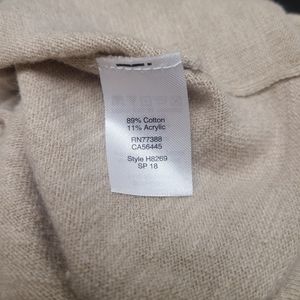 89% Cotton
11% Acrylic
RN77388
CA56445
Style H8269
SP 18